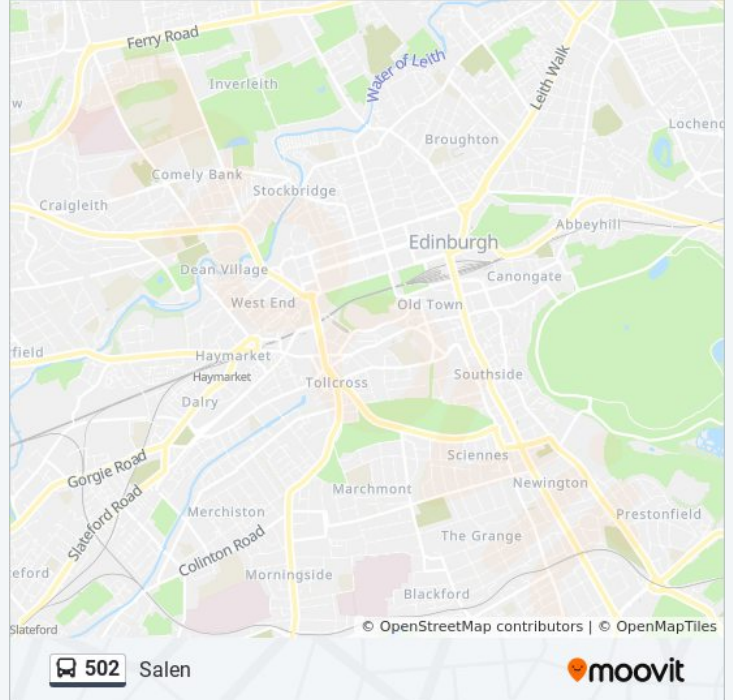 Ferry Road
Water of Leith
Leith Walk
Inverleith
w
Lochend
Broughton
Comely Bank
Stockbridge
Craigleith
Abbeyhill
Edinburgh
Dean Village
Canongate
West End
Old Town
field
Haymarket
Haymarket
Tollcross
Southside
Dalry
Gorgie Road
Sciennes
Newington
Marchmont
Slateford Road
Merchiston
Prestonfield
Colinton Road
The Grange
eford
Morningside
Blackford
Slateford
© OpenStreetMap contributors | © OpenMapTiles
502 Salen
moovit